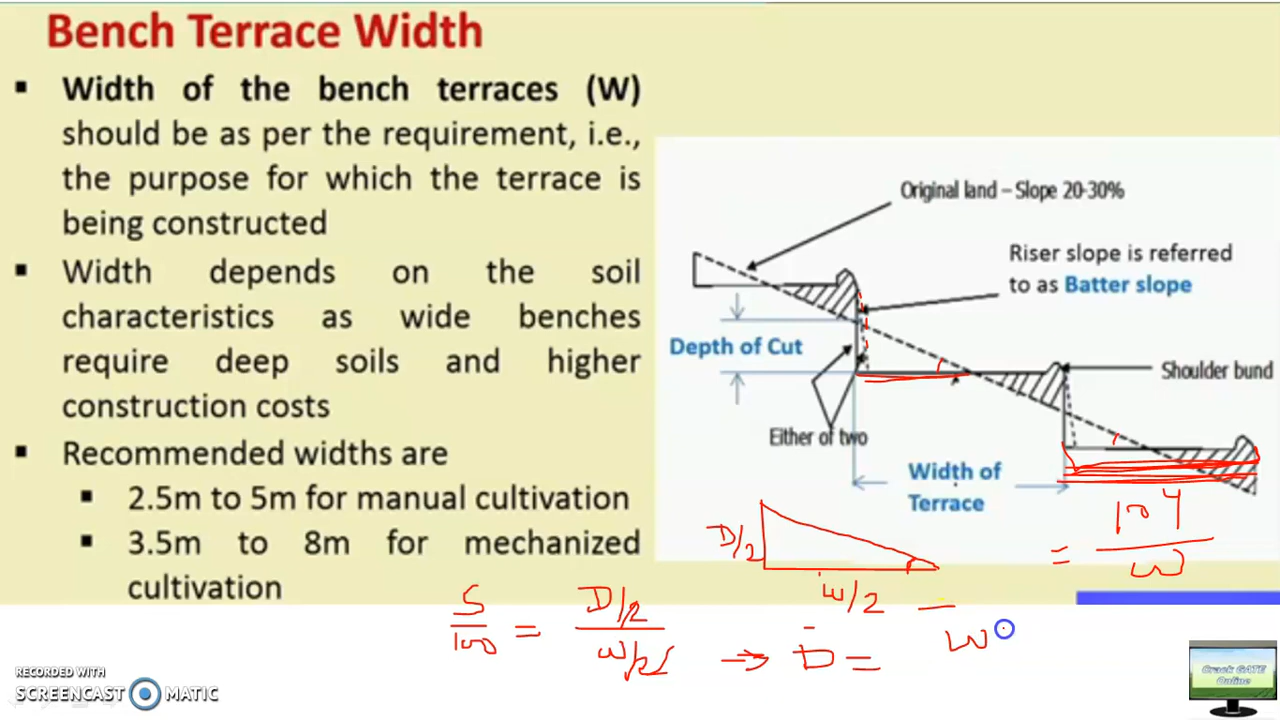 Bench Terrace Width
▪ Width of the bench terraces (W)
should be as per the requirement, i.e.,
the purpose for which the terrace is
being constructed
▪ Width depends on the soil
characteristics as wide benches
require deep soils and higher
construction costs
▪ Recommended widths are
▪ 2.5m to 5m for manual cultivation
▪ 3.5m to 8m for mechanized
cultivation
Original land – Slope 20-30%
Riser slope is referred
to as Batter slope
Depth of Cut
Shoulder bund
Either of two
Width of
Terrace
D/2
w/2
=
w
S/100 = D/2
→ D =
w
RECORDED WITH
SCREENCAST MATIC
Crack GATE
Online